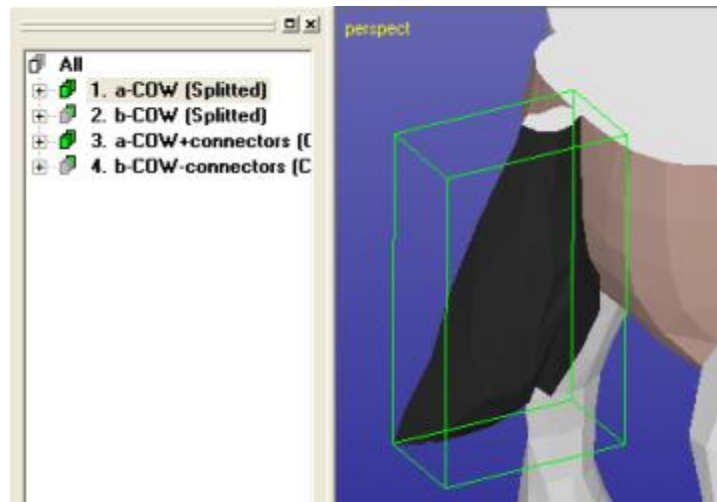 All
1. a-COW (Splitted)
2. b-COW (Splitted)
3. a-COW+connectors (C
4. b-COW-connectors (C
perspect